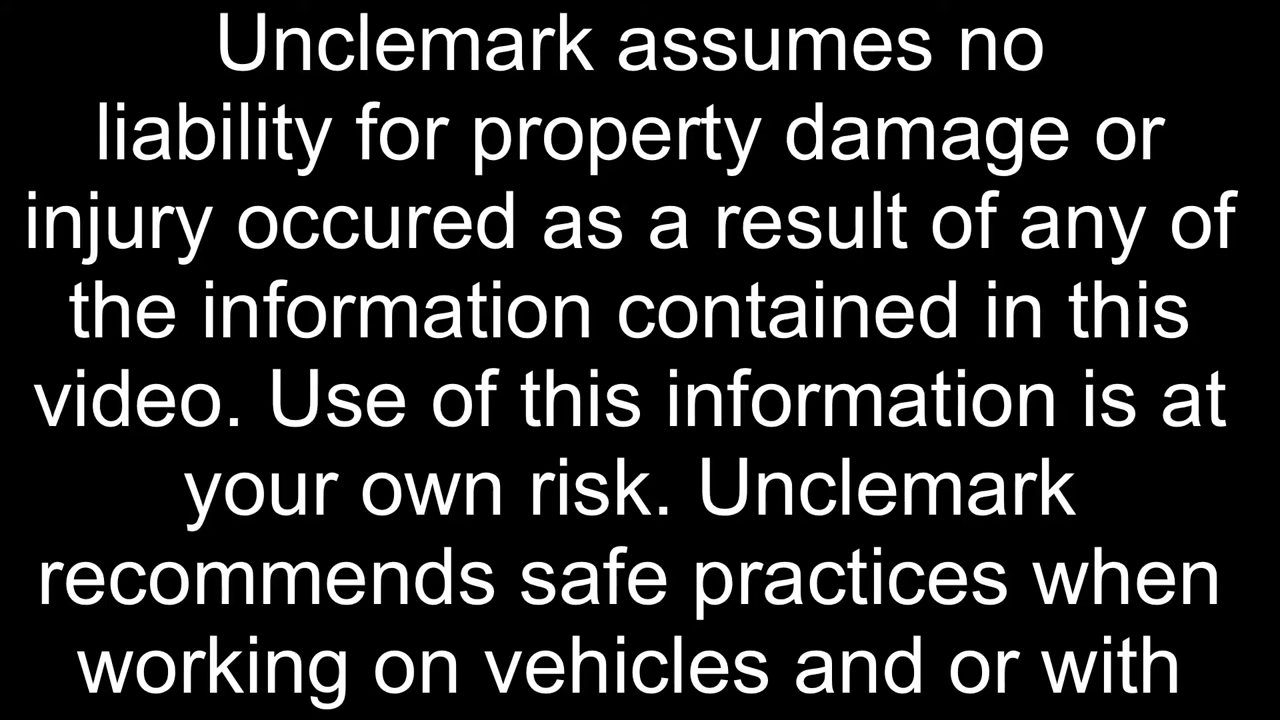 Unclemark assumes no
liability for property damage or
injury occured as a result of any of
the information contained in this
video. Use of this information is at
your own risk. Unclemark
recommends safe practices when
working on vehicles and or with